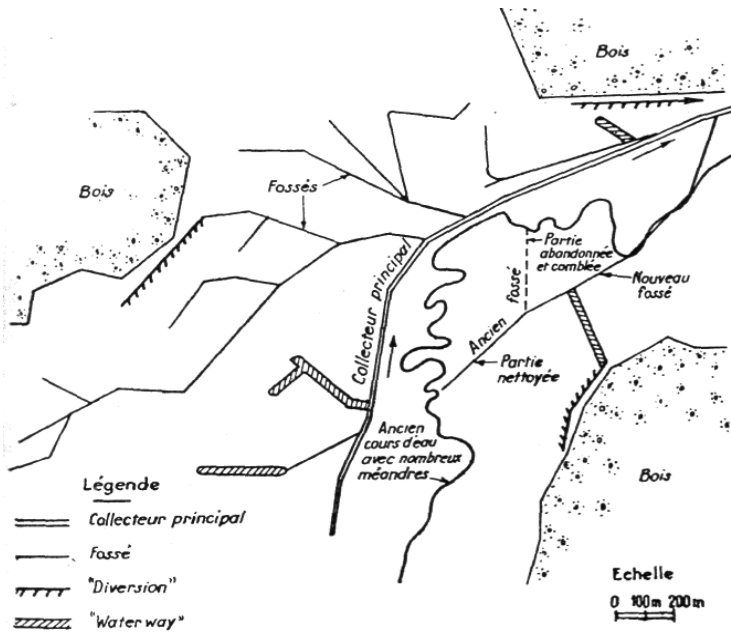 Bois
Bois
Fossés
Collecteur principal
Partie
abandonnée
et comblée
Nouveau
fossé
Ancien fossé
Partie
nettoyée
Ancien
cours d'eau
avec nombreux
méandres
Bois
Légende
Collecteur principal
Fossé
"Diversion"
"Water way"
Echelle
0 100m 200m